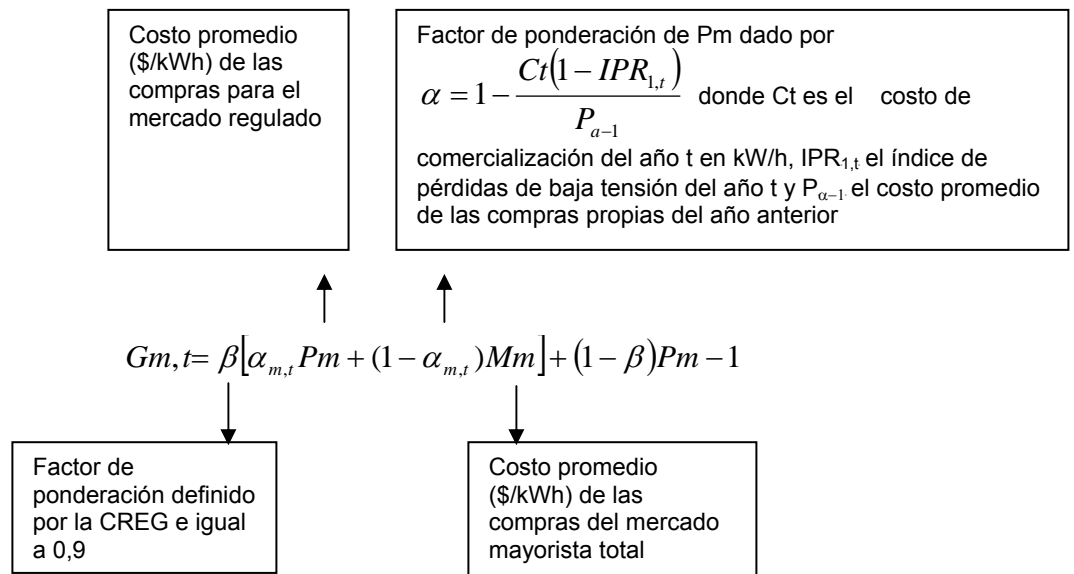 Costo promedio
($/kWh) de las
compras para el
mercado regulado
Factor de ponderación de Pm dado por
α = 1 − Ct(1 − IPR₁,t) / Pₐ₋₁ donde Ct es el costo de
comercialización del año t en kW/h, IPR₁,t el índice de
pérdidas de baja tensión del año t y Pα₋₁ el costo promedio
de las compras propias del año anterior
Gm,t= β[αm,t Pm + (1 − αm,t)Mm] + (1 − β)Pm − 1
Factor de
ponderación definido
por la CREG e igual
a 0,9
Costo promedio
($/kWh) de las
compras del mercado
mayorista total